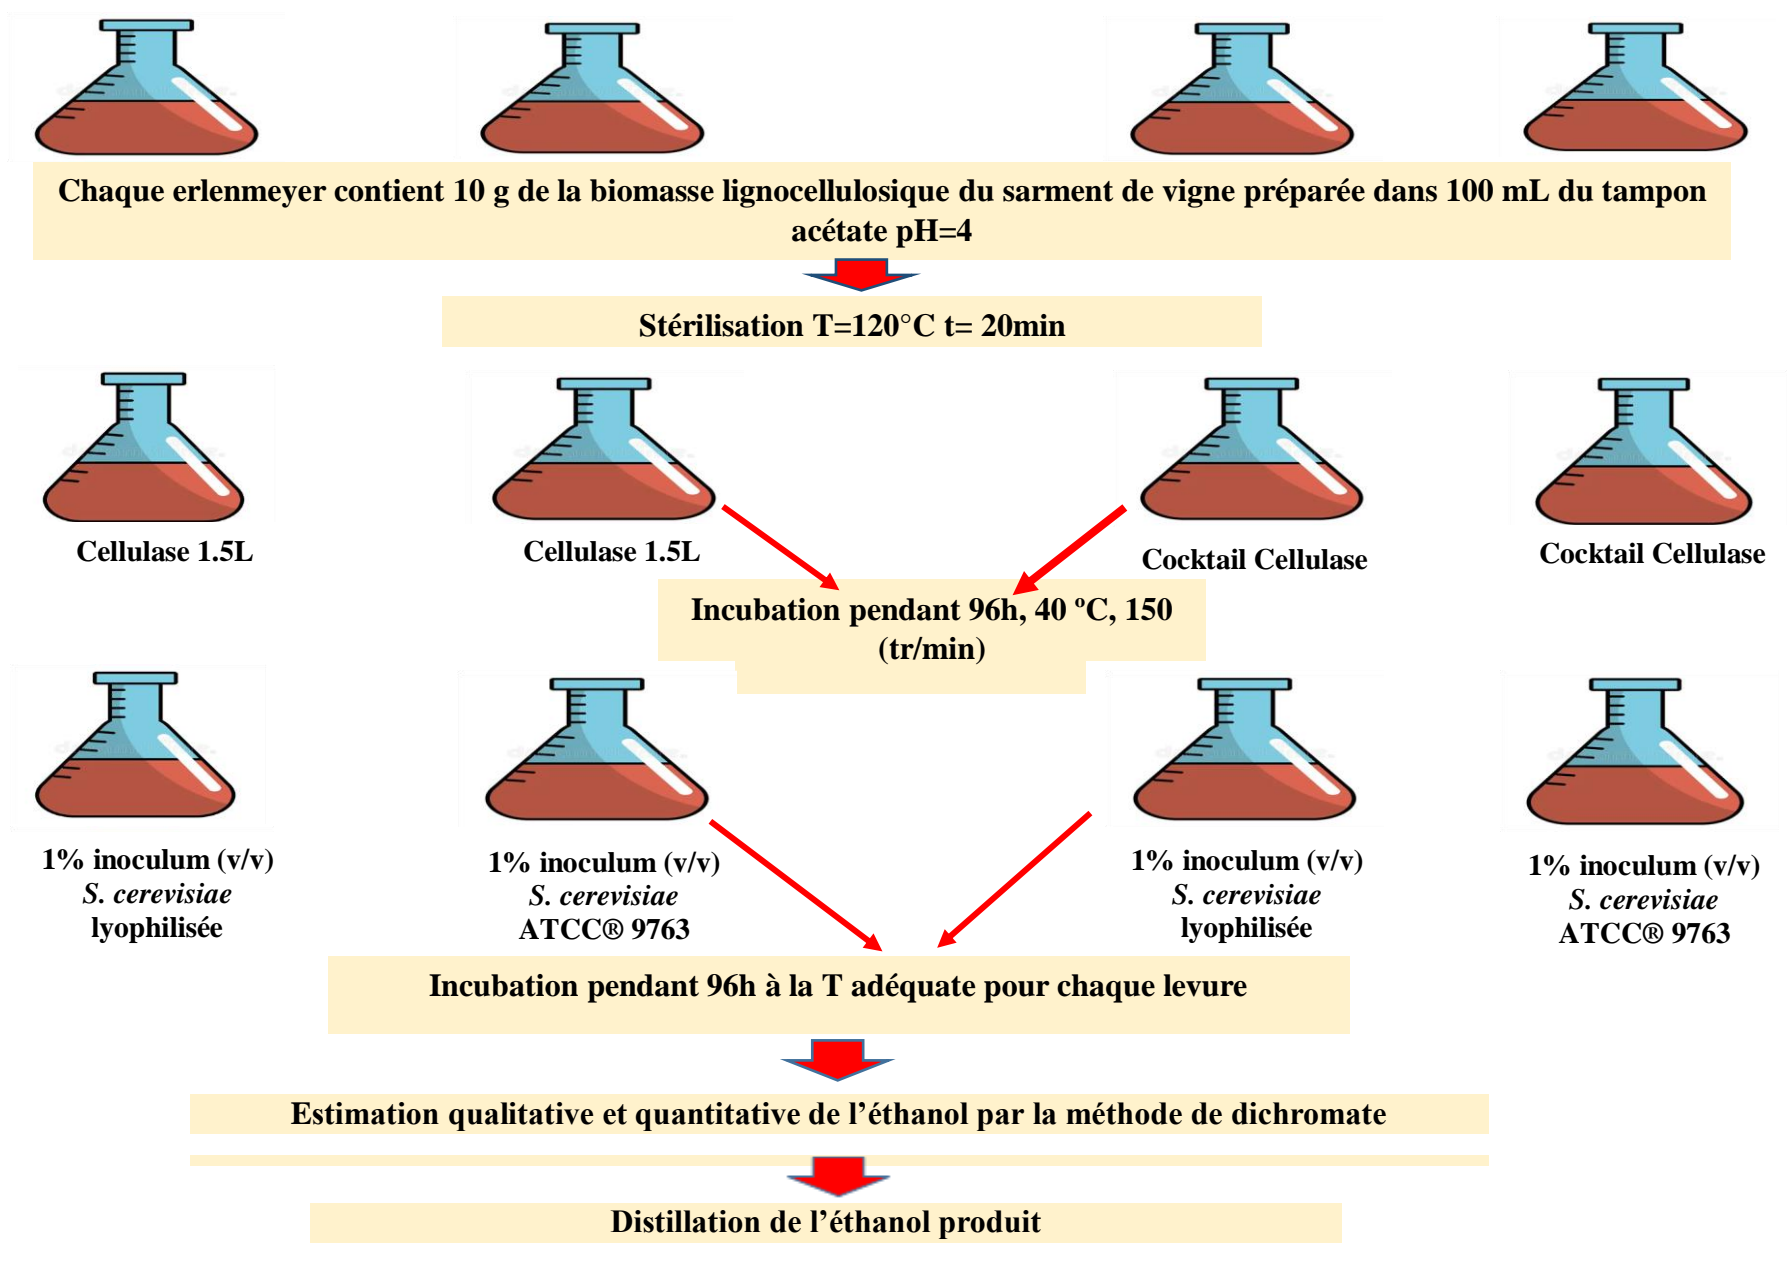 Chaque erlenmeyer contient 10 g de la biomasse lignocellulosique du sarment de vigne préparée dans 100 mL du tampon
acétate pH=4
Stérilisation T=120°C t= 20min
Cellulase 1.5L
Cellulase 1.5L
Cocktail Cellulase
Cocktail Cellulase
Incubation pendant 96h, 40 ºC, 150
(tr/min)
1% inoculum (v/v)
S. cerevisiae
lyophilisée
1% inoculum (v/v)
S. cerevisiae
ATCC® 9763
1% inoculum (v/v)
S. cerevisiae
lyophilisée
1% inoculum (v/v)
S. cerevisiae
ATCC® 9763
Incubation pendant 96h à la T adéquate pour chaque levure
Estimation qualitative et quantitative de l’éthanol par la méthode de dichromate
Distillation de l’éthanol produit